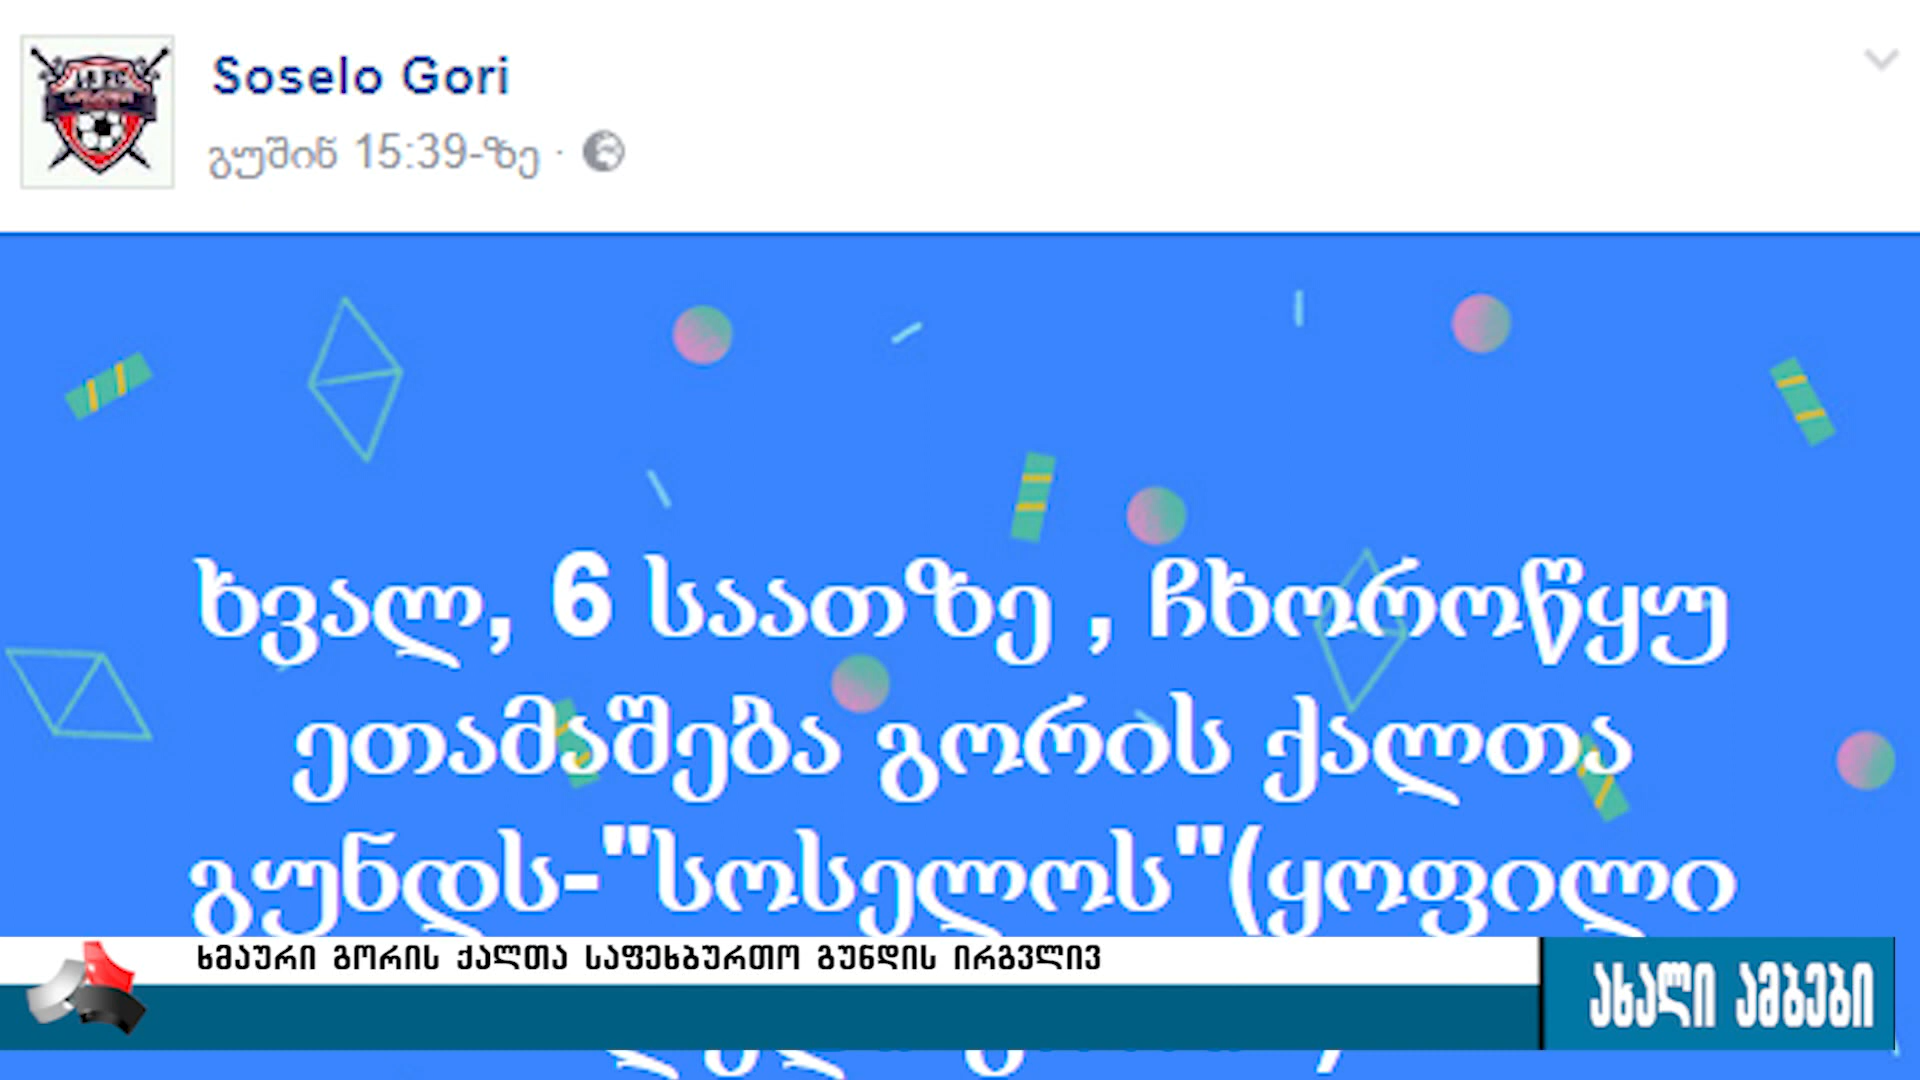 Soselo Gori
გუშინ 15:39-ზე ·
ხვალ, 6 საათზე , ჩხოროწყუ
ეთამაშება გორის ქალთა
გუნდს-"სოსელოს"(ყოფილი
ხმაური გორის ქალთა საფეხბურთო გუნდის ირგვლივ
ახალი ამბები